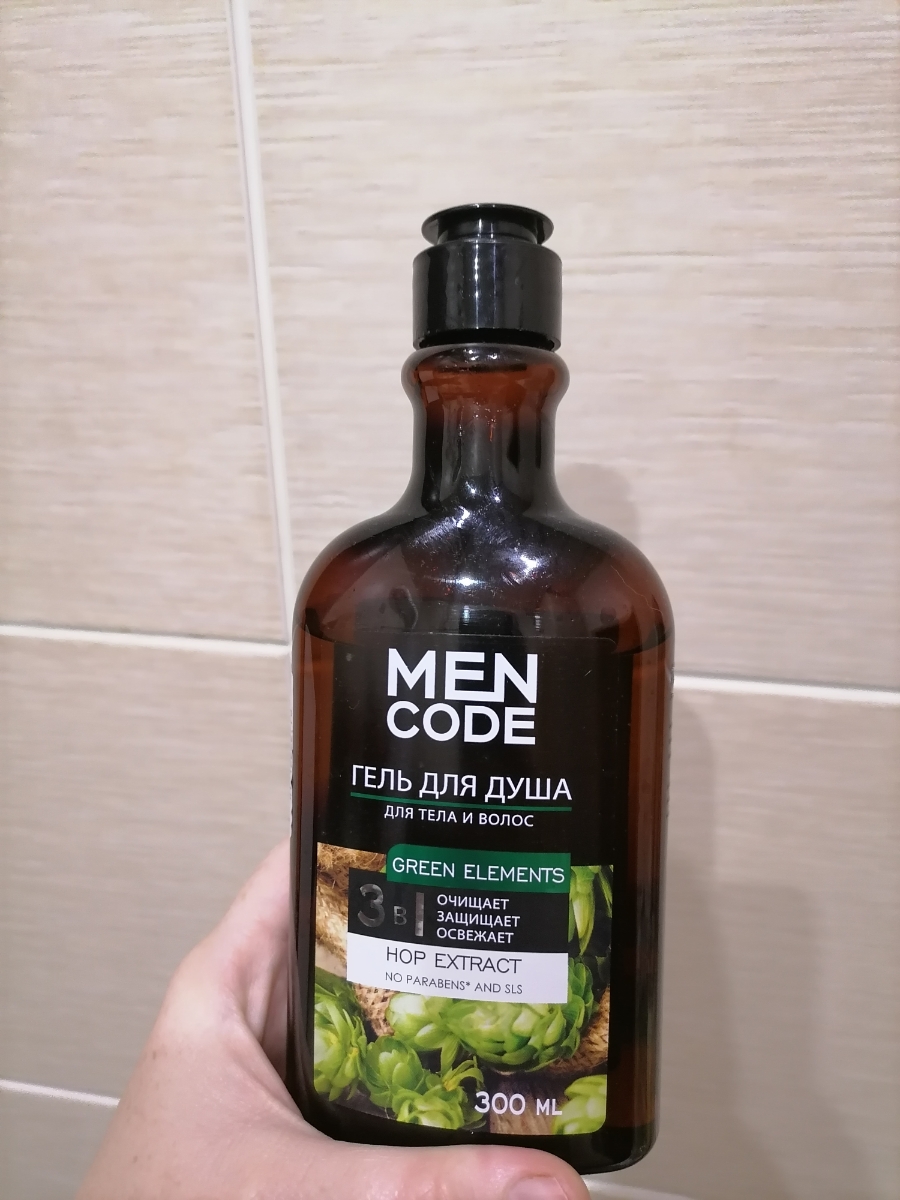 MEN
CODE
ГЕЛЬ ДЛЯ ДУША
ДЛЯ ТЕЛА И ВОЛОС
GREEN ELEMENTS
3 в 1
ОЧИЩАЕТ
ЗАЩИЩАЕТ
ОСВЕЖАЕТ
HOP EXTRACT
NO PARABENS* AND SLS
300 ML